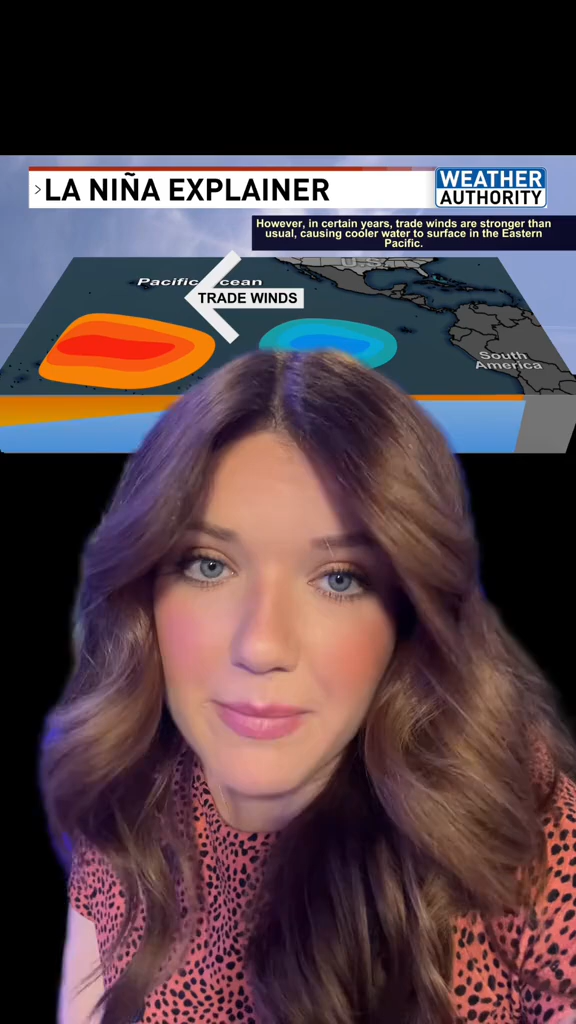 LA NIÑA EXPLAINER
WEATHER
AUTHORITY
However, in certain years, trade winds are stronger than
usual, causing cooler water to surface in the Eastern
Pacific.
U.S.
Pacific Ocean
TRADE WINDS
South
America